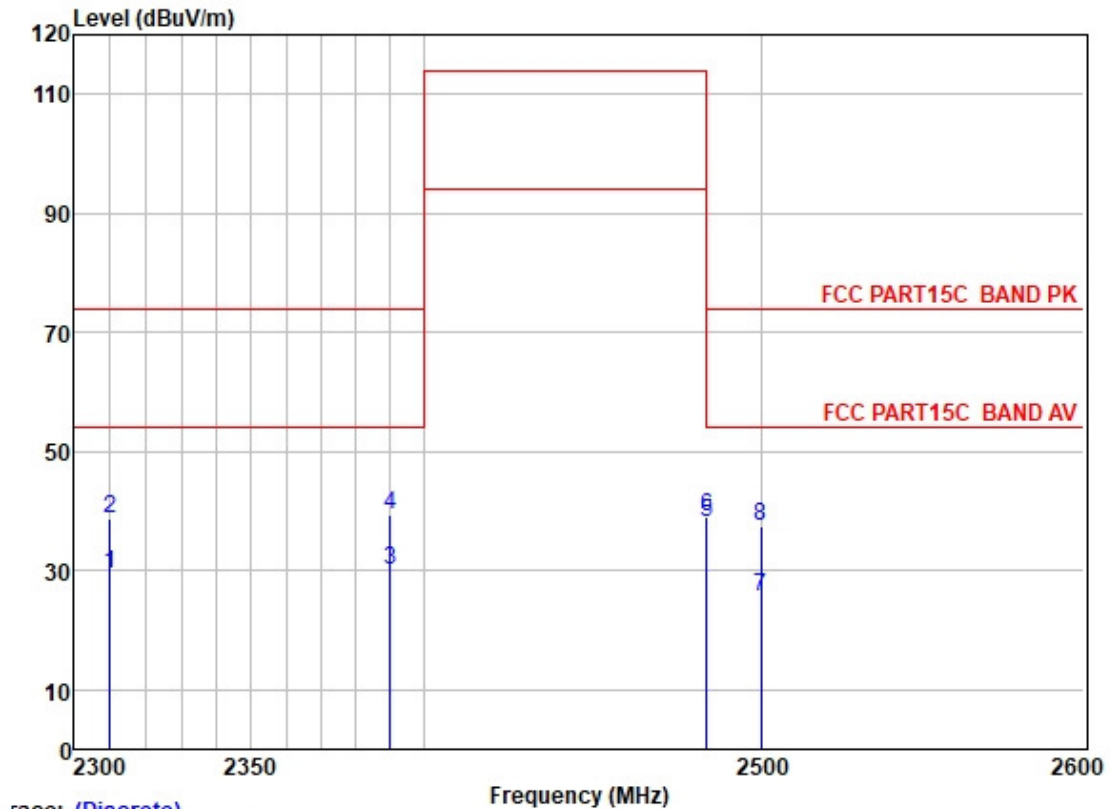 Level (dBuV/m)
120
110
90
FCC PART15C BAND PK
70
FCC PART15C BAND AV
50
2
4
6
5
8
1
3
7
30
10
0
2300 2350 2500 2600
Frequency (MHz)
race: (Discrete)